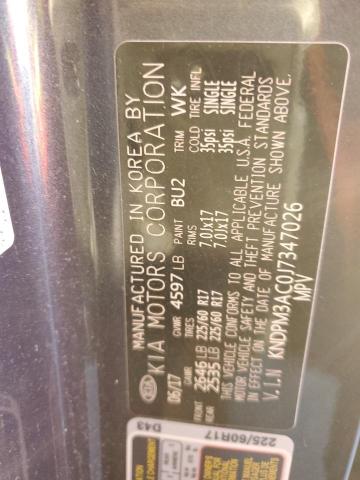 MANUFACTURED IN KOREA BY
KIA KIA MOTORS CORPORATION
06/17 GVWR 4597 LB PAINT BU2 TRIM WK
GAWR TIRES RIMS COLD TIRE INFL
FRONT 2646 LB 225/60 R17 7.0Jx17 35psi SINGLE
REAR 2535 LB 225/60 R17 7.0Jx17 35psi SINGLE
THIS VEHICLE CONFORMS TO ALL APPLICABLE U.S.A. FEDERAL
MOTOR VEHICLE SAFETY AND THEFT PREVENTION STANDARDS
IN EFFECT ON THE DATE OF MANUFACTURE SHOWN ABOVE.
V.I.N KNDPM3AC0J7347026
MPV
D43
225/60R17